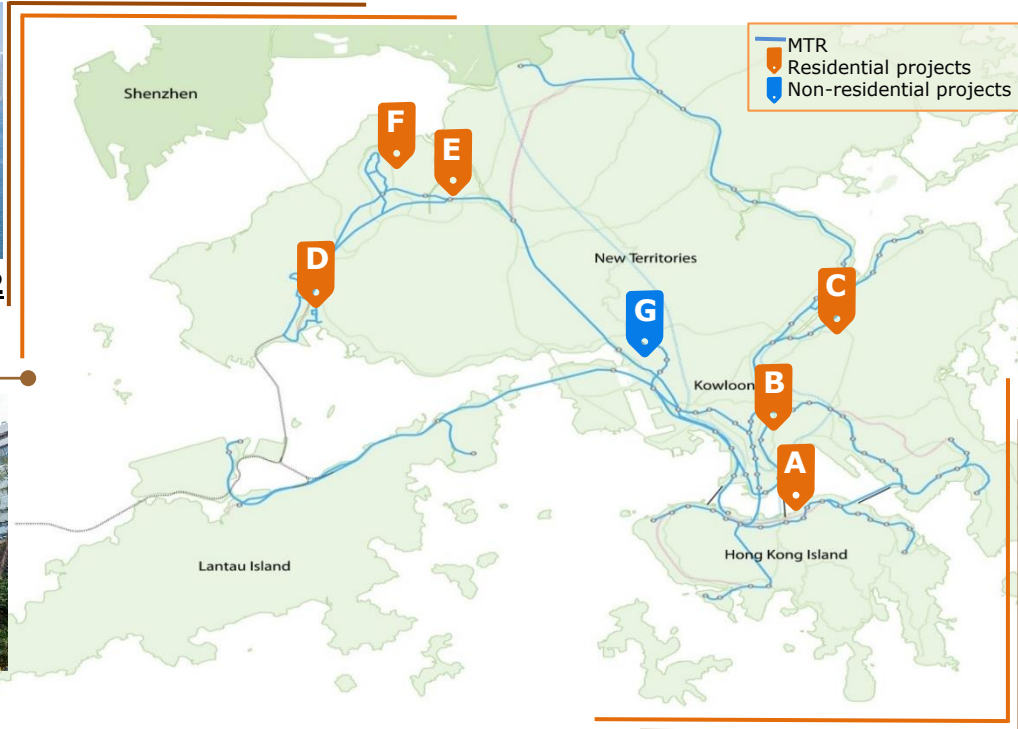 MTR
Residential projects
Non-residential projects
Shenzhen
F
E
D
New Territories
C
G
Kowloon
B
A
Hong Kong Island
Lantau Island